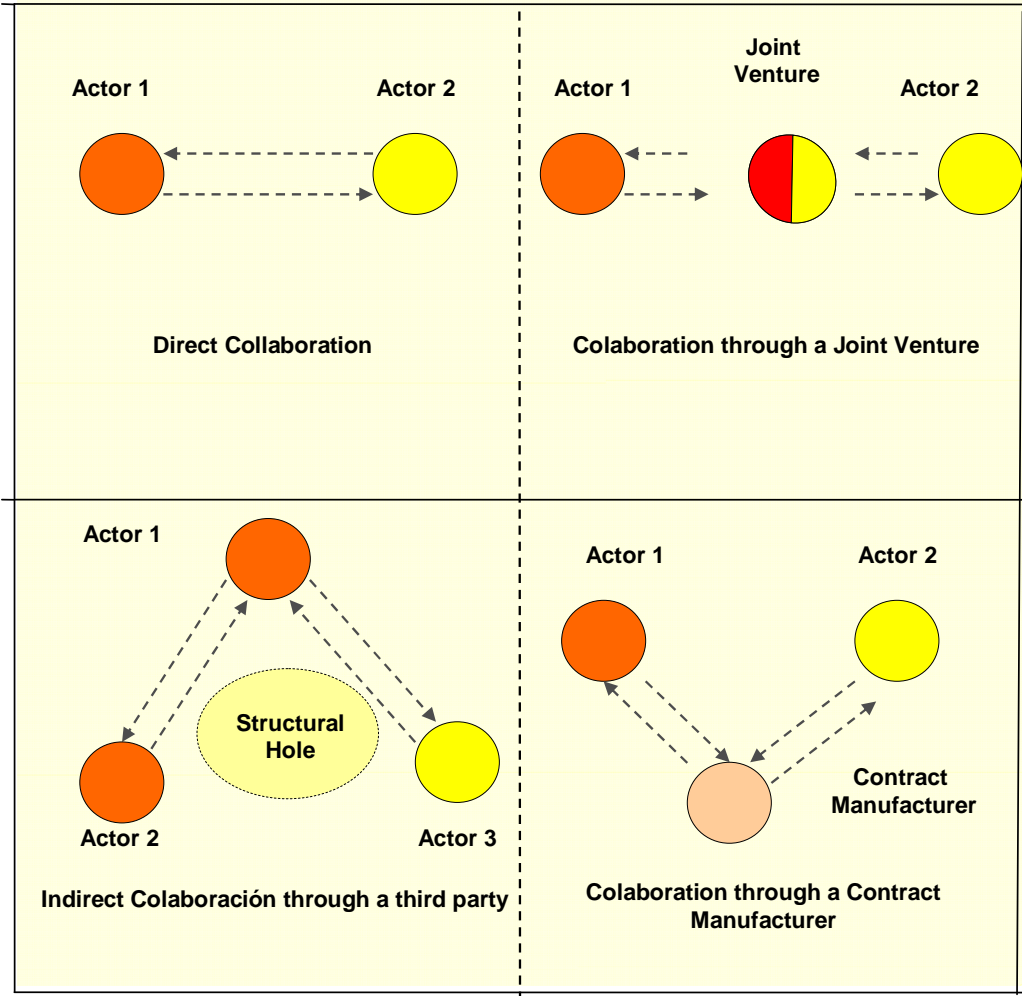 Actor 1
Actor 2
Direct Collaboration
Joint
Venture
Actor 1
Actor 2
Colaboration through a Joint Venture
Actor 1
Structural
Hole
Actor 2
Actor 3
Indirect Colaboración through a third party
Actor 1
Actor 2
Contract
Manufacturer
Colaboration through a Contract
Manufacturer